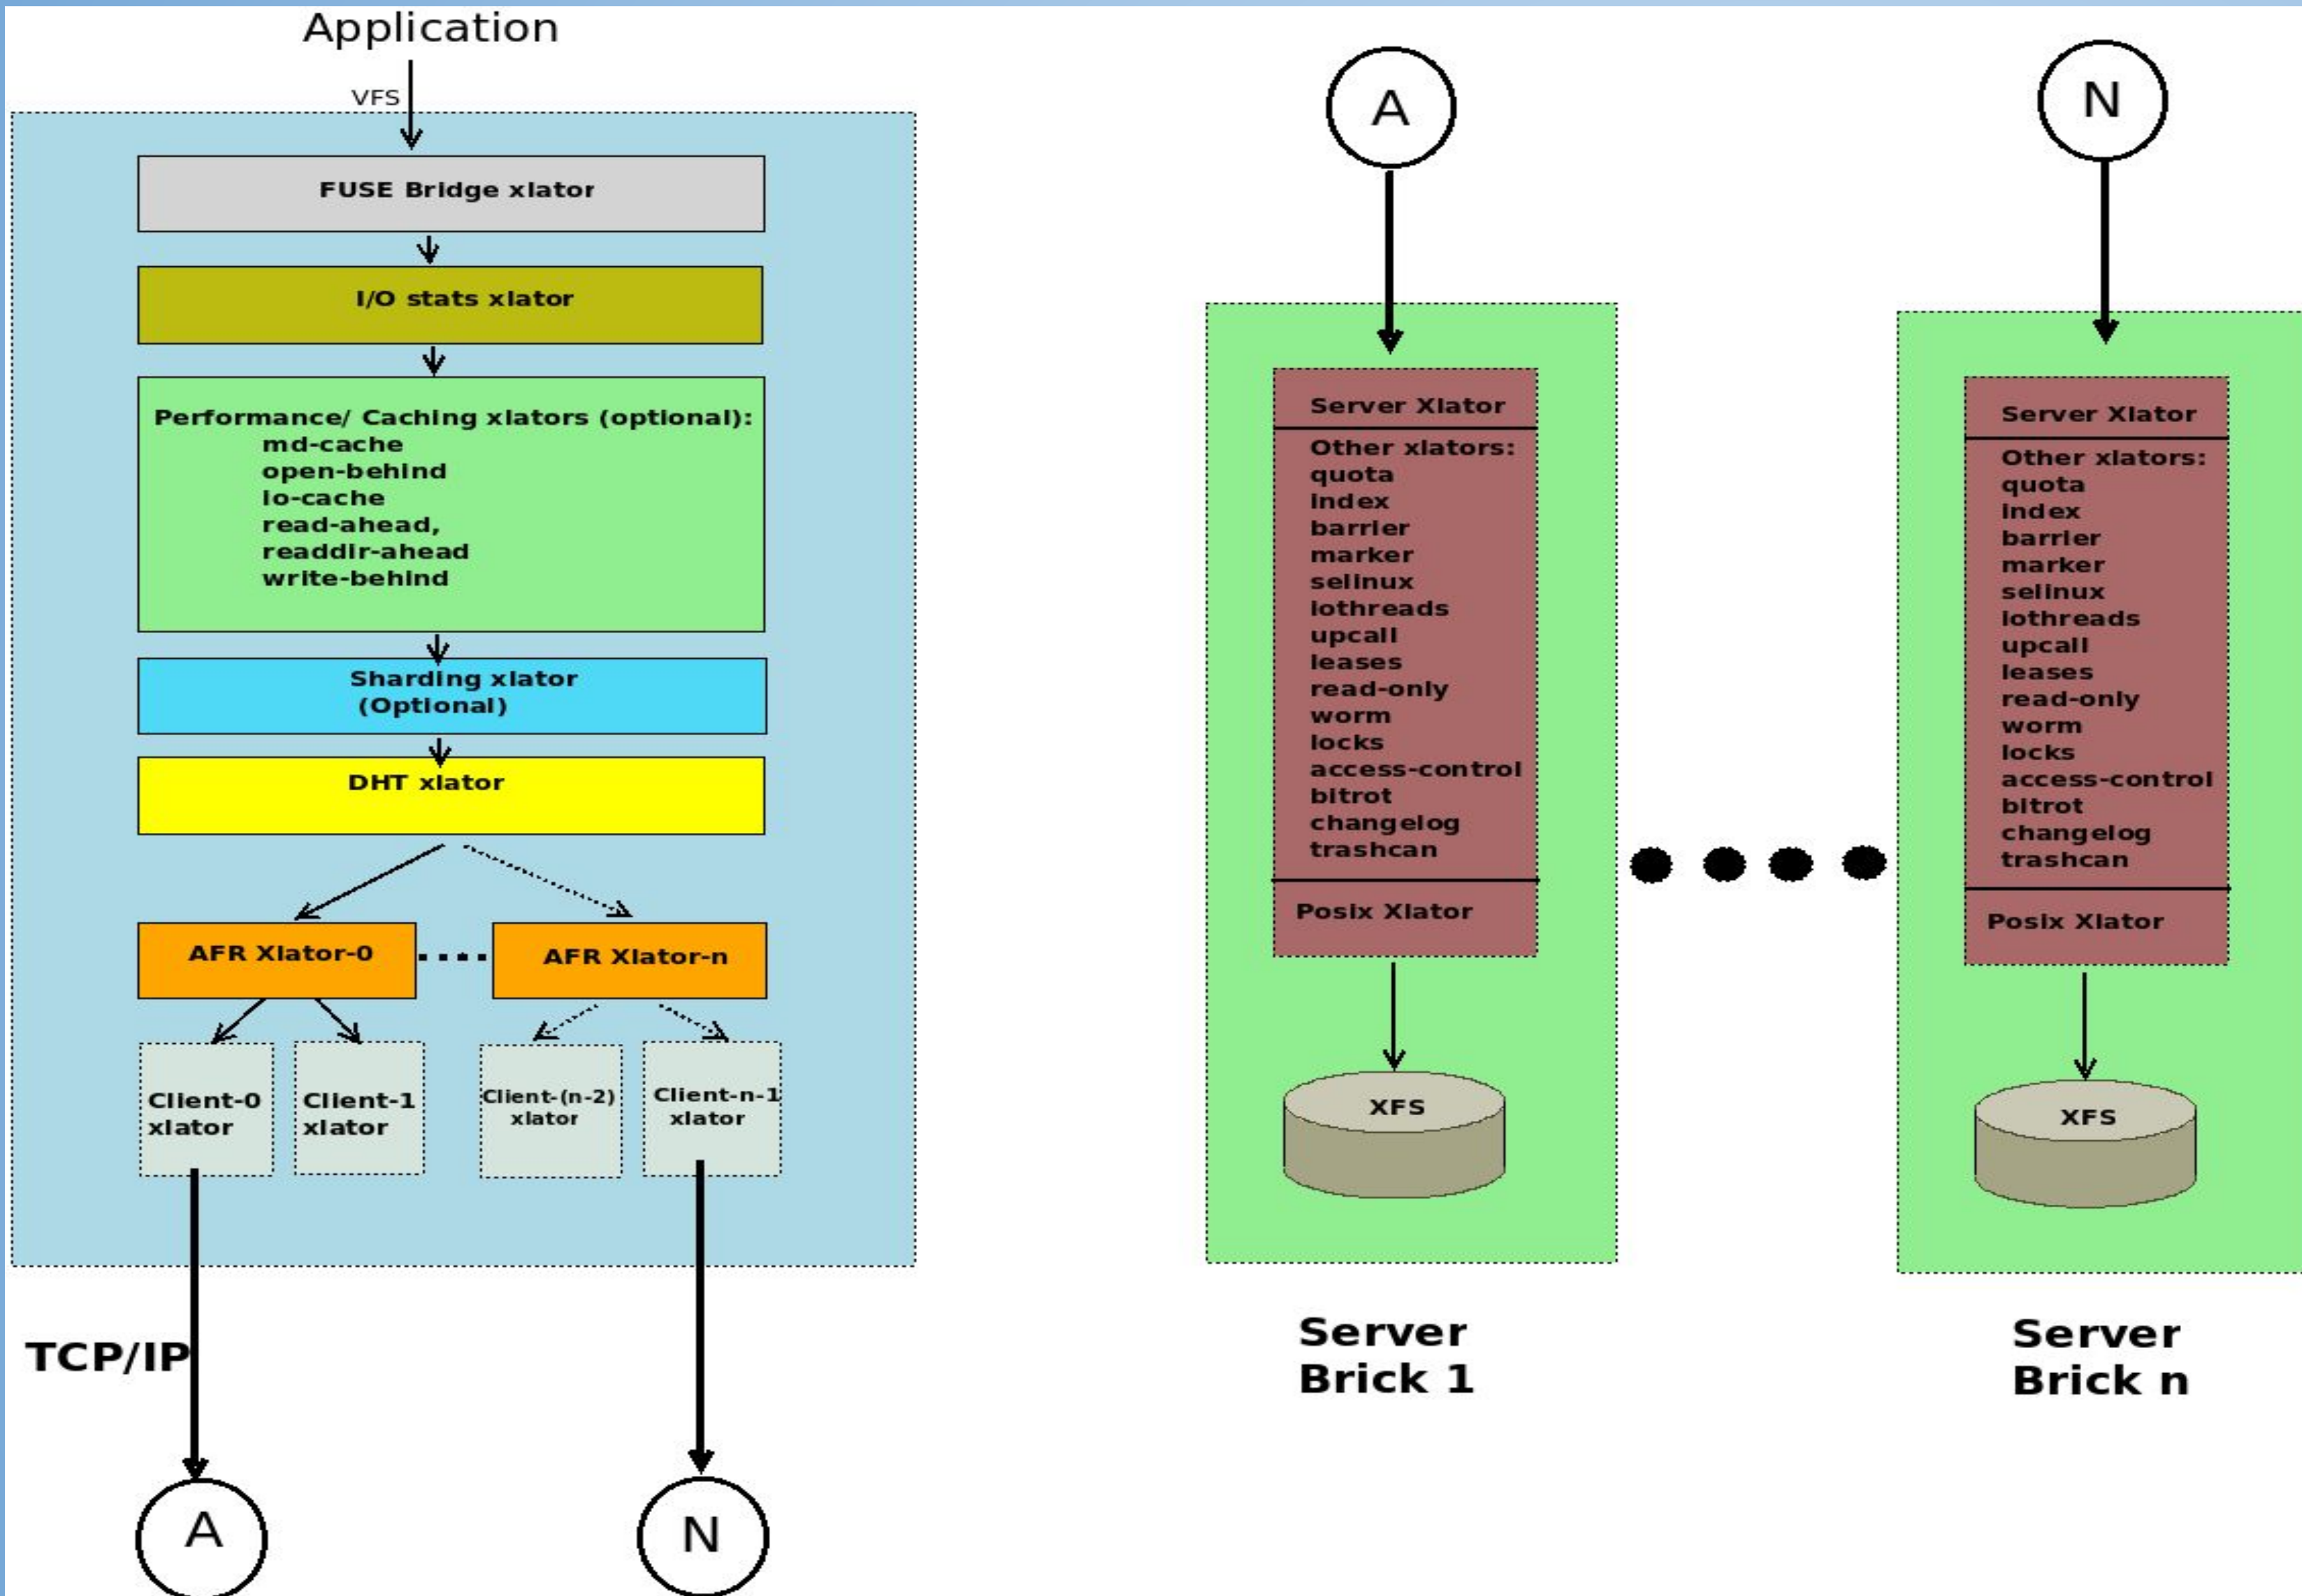 Application
VFS
FUSE Bridge xlator
I/O stats xlator
Performance/ Caching xlators (optional):
md-cache
open-behind
io-cache
read-ahead,
readdir-ahead
write-behind
Sharding xlator
(Optional)
DHT xlator
AFR Xlator-0
AFR Xlator-n
Client-0
xlator
Client-1
xlator
Client-(n-2)
xlator
Client-n-1
xlator
TCP/IP
A
N
A
Server Xlator
Other xlators:
quota
index
barrier
marker
selinux
iothreads
upcall
leases
read-only
worm
locks
access-control
bitrot
changelog
trashcan
Posix Xlator
XFS
Server
Brick 1
N
Server Xlator
Other xlators:
quota
index
barrier
marker
selinux
iothreads
upcall
leases
read-only
worm
locks
access-control
bitrot
changelog
trashcan
Posix Xlator
XFS
Server
Brick n